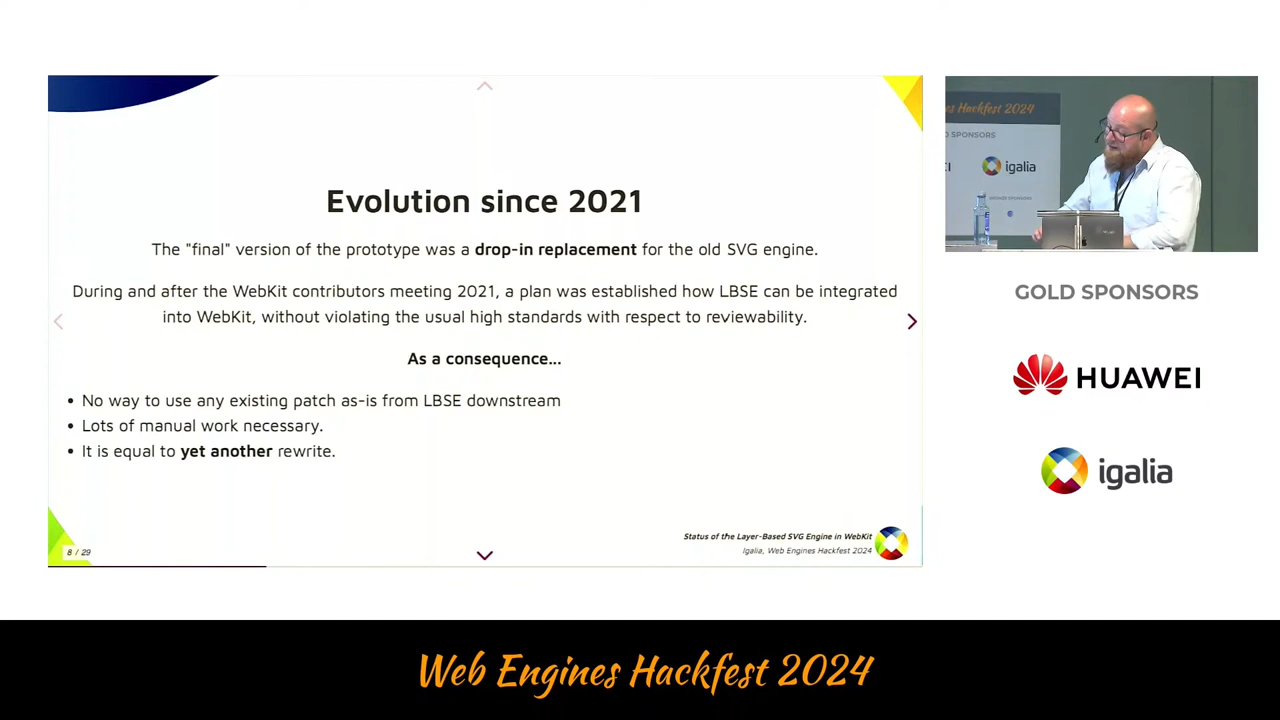 Evolution since 2021
The "final" version of the prototype was a drop-in replacement for the old SVG engine.
During and after the WebKit contributors meeting 2021, a plan was established how LBSE can be integrated
into WebKit, without violating the usual high standards with respect to reviewability.
As a consequence...
• No way to use any existing patch as-is from LBSE downstream
• Lots of manual work necessary.
• It is equal to yet another rewrite.
8 / 29
Status of the Layer-Based SVG Engine in WebKit
Igalia, Web Engines Hackfest 2024
es Hackfest 2024
D SPONSORS
igalia
GOLD SPONSORS
HUAWEI
igalia
Web Engines Hackfest 2024